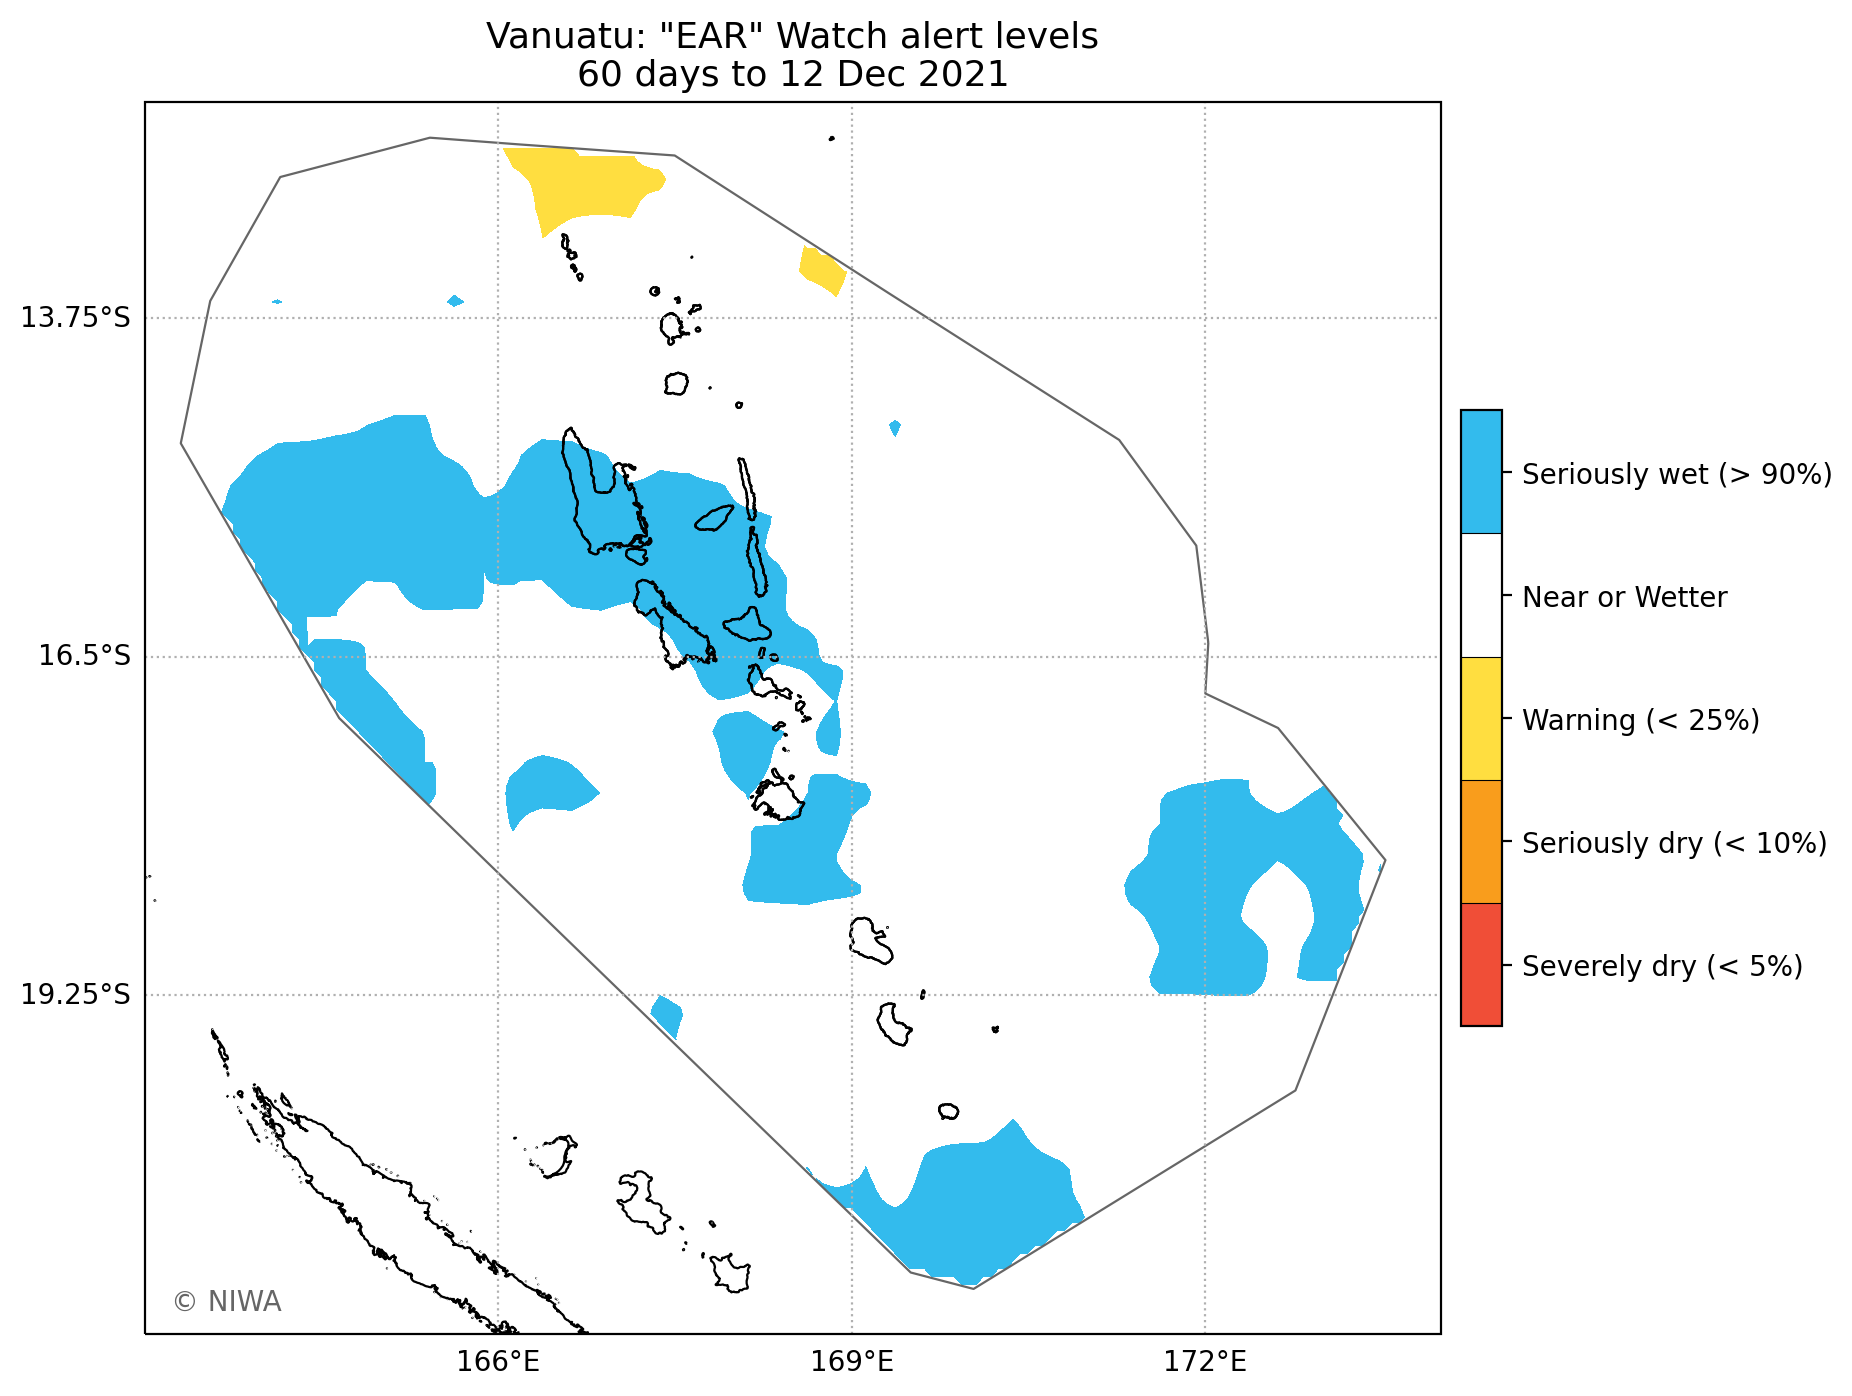 Vanuatu: "EAR" Watch alert levels
60 days to 12 Dec 2021
13.75°S
16.5°S
19.25°S
166°E
169°E
172°E
© NIWA
Seriously wet (> 90%)
Near or Wetter
Warning (< 25%)
Seriously dry (< 10%)
Severely dry (< 5%)